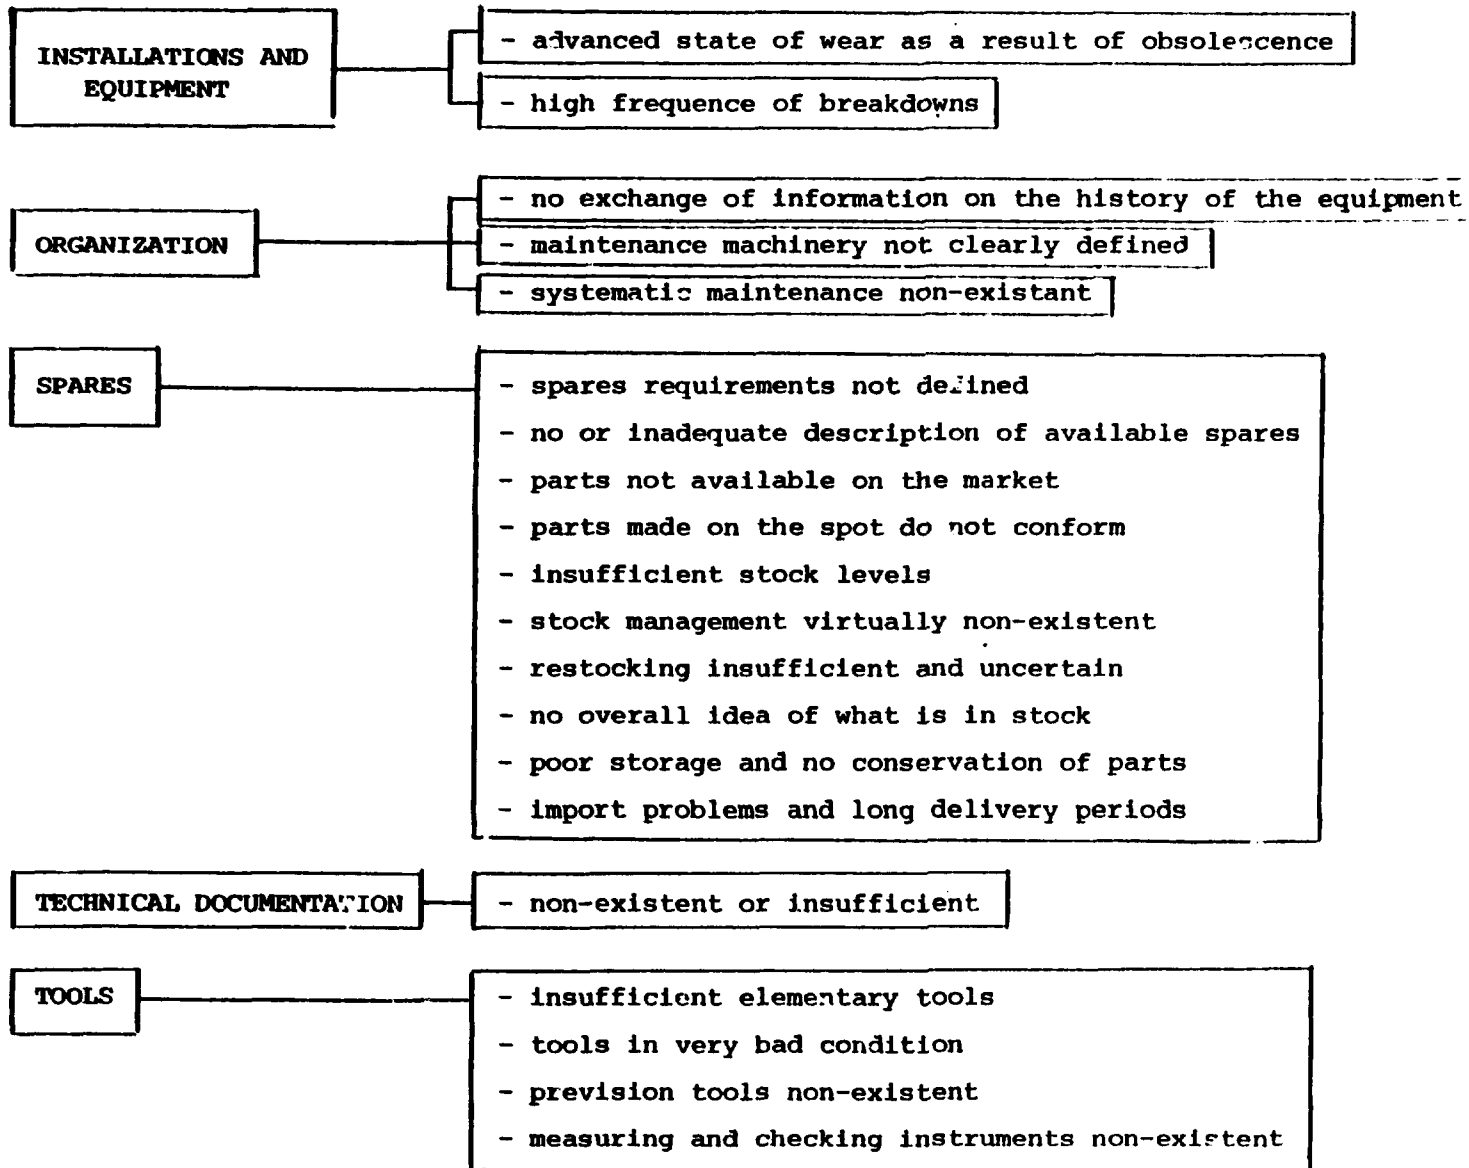 INSTALLATIONS AND
EQUIPMENT
- advanced state of wear as a result of obsolescence
- high frequence of breakdowns
ORGANIZATION
- no exchange of information on the history of the equipment
- maintenance machinery not clearly defined
- systematic maintenance non-existant
SPARES
- spares requirements not defined
- no or inadequate description of available spares
- parts not available on the market
- parts made on the spot do not conform
- insufficient stock levels
- stock management virtually non-existent
- restocking insufficient and uncertain
- no overall idea of what is in stock
- poor storage and no conservation of parts
- import problems and long delivery periods
TECHNICAL DOCUMENTATION
- non-existent or insufficient
TOOLS
- insufficient elementary tools
- tools in very bad condition
- prevision tools non-existent
- measuring and checking instruments non-existent